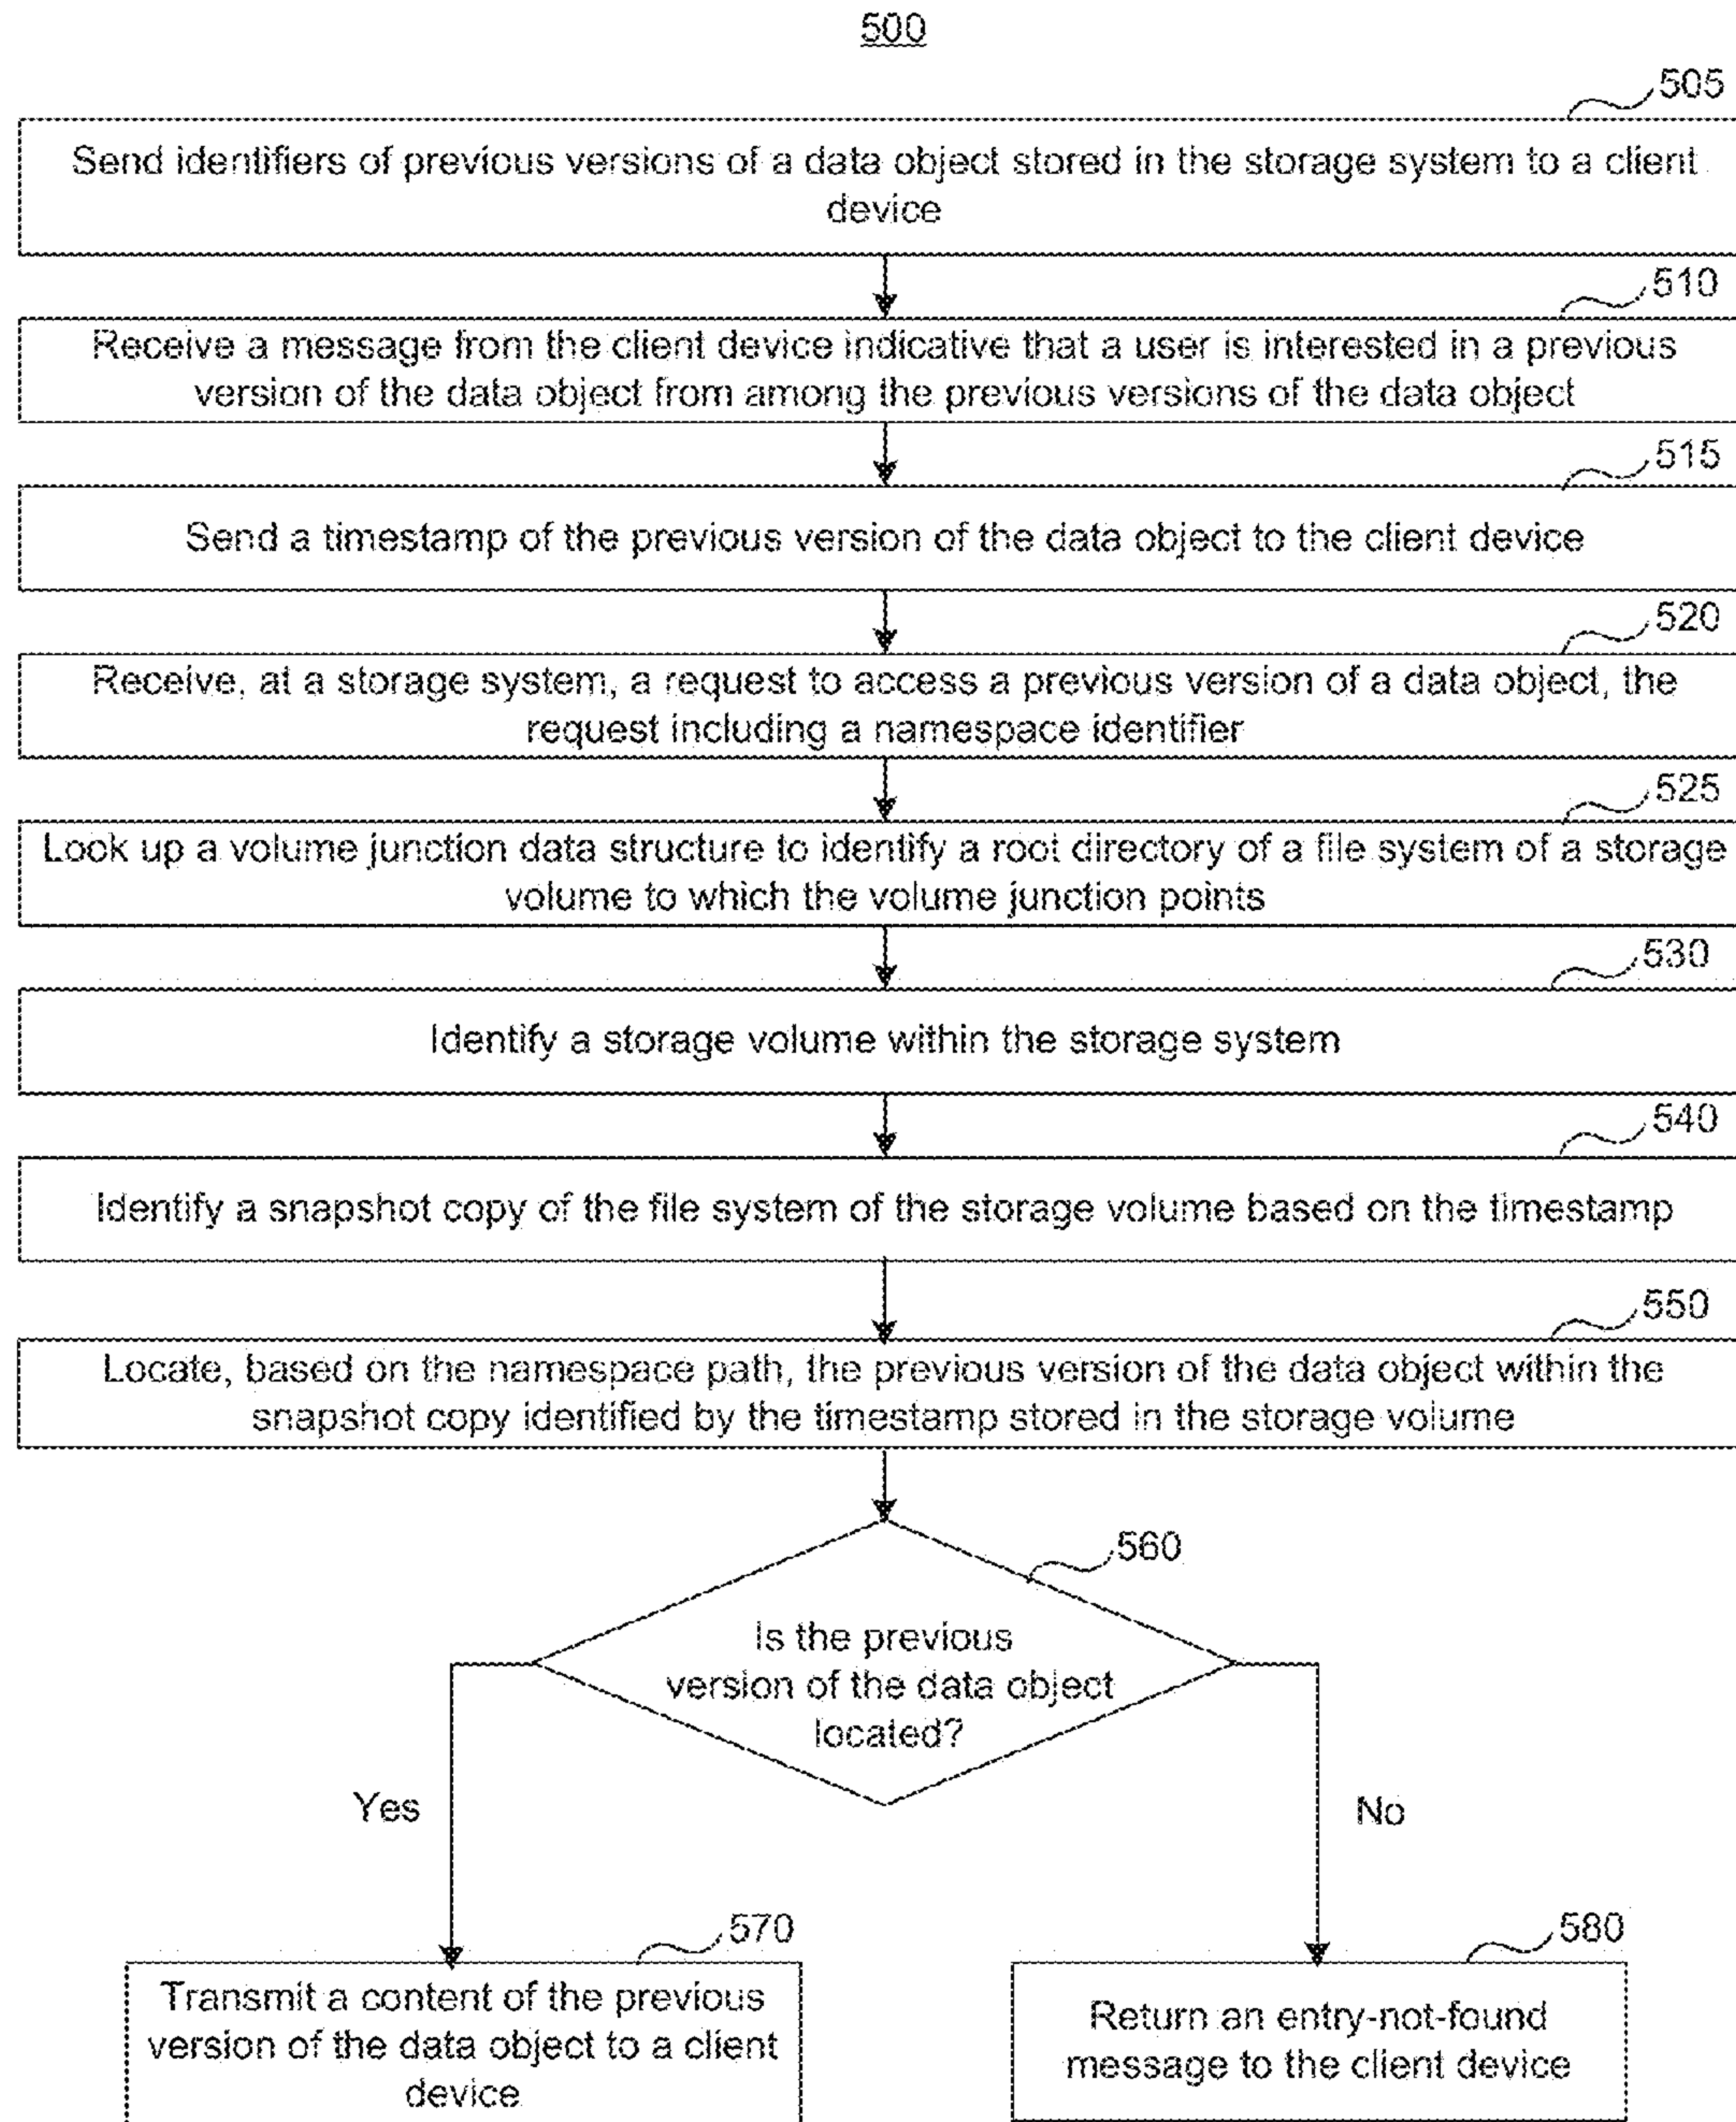 500
505
Send identifiers of previous versions of a data object stored in the storage system to a client
device
510
Receive a message from the client device indicative that a user is interested in a previous
version of the data object from among the previous versions of the data object
515
Send a timestamp of the previous version of the data object to the client device
520
Receive, at a storage system, a request to access a previous version of a data object, the
request including a namespace identifier
525
Look up a volume junction data structure to identify a root directory of a file system of a storage
volume to which the volume junction points
530
Identify a storage volume within the storage system
540
Identify a snapshot copy of the file system of the storage volume based on the timestamp
550
Locate, based on the namespace path, the previous version of the data object within the
snapshot copy identified by the timestamp stored in the storage volume
560
Is the previous
version of the data object
located?
Yes
No
570
580
Transmit a content of the previous
version of the data object to a client
device
Return an entry-not-found
message to the client device